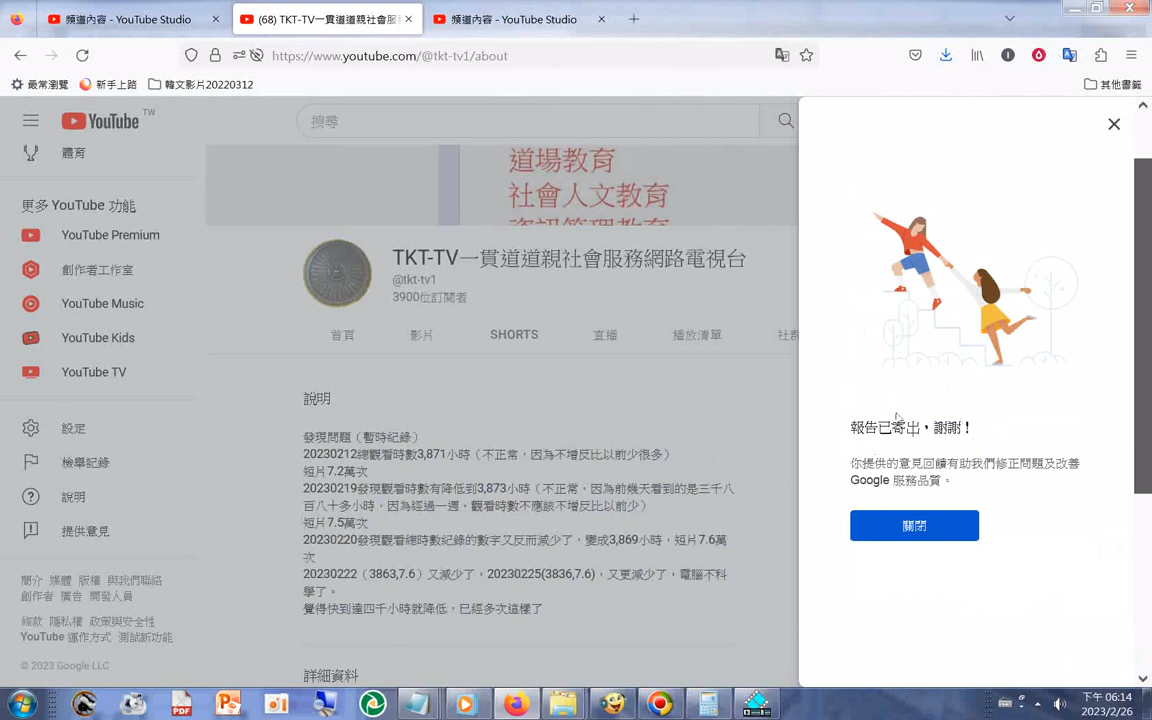 頻道內容 - YouTube Studio
(68) TKT-TV一貫道道親社會服務
頻道內容 - YouTube Studio
https://www.youtube.com/@tkt-tv1/about
最常瀏覽
新手上路
韓文影片20220312
其他書籤
YouTube TW
搜尋
體育
更多 YouTube 功能
YouTube Premium
創作者工作室
YouTube Music
YouTube Kids
YouTube TV
設定
檢舉記錄
說明
提供意見
簡介 媒體 版權 與我們聯絡
創作者 廣告 開發人員
條款 隱私權 政策與安全性
YouTube 運作方式 測試新功能
© 2023 Google LLC
道場教育
社會人文教育
資訊管理教育
TKT-TV一貫道道親社會服務網路電視台
@tkt-tv1
3900位訂閱者
首頁
影片
SHORTS
直播
播放清單
社群
說明
發現問題（暫時紀錄）
20230212總觀看時數3,871小時（不正常，因為不增反比以前少很多）
短片7.2萬次
20230219發現觀看時數有降低到3,873小時（不正常，因為前幾天看到的是三千八
百八十多小時，因為經過一週，觀看時數不應該不增反比以前少）
短片7.5萬次
20230220發現觀看總時數紀錄的數字又反而減少了，變成3,869小時，短片7.6萬
次
20230222（3863,7.6）又減少了，20230225(3836,7.6)，又更減少了，電腦不科
學了。
覺得快到達四千小時就降低，已經多次這樣了
詳細資料
報告已寄出，謝謝！
你提供的意見回饋有助我們修正問題及改善
Google 服務品質。
關閉
下午 06:14
2023/2/26